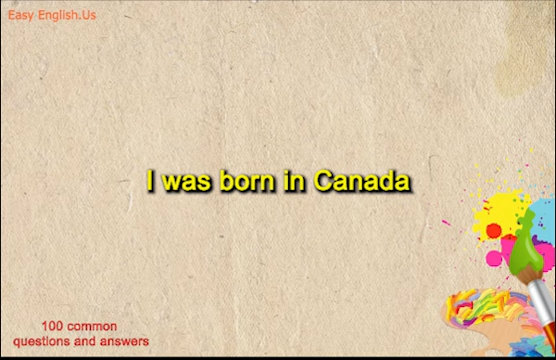 Easy English.Us
I was born in Canada
100 common
questions and answers